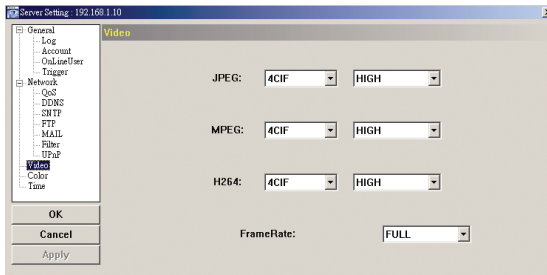 Server Setting : 192.168.1.10
General
Log
Account
OnLineUser
Trigger
Network
QoS
DDNS
SNTP
FTP
MAIL
Filter
UPnP
Video
Color
Time
OK
Cancel
Apply
Video
JPEG: 4CIF HIGH
MPEG: 4CIF HIGH
H264: 4CIF HIGH
FrameRate: FULL